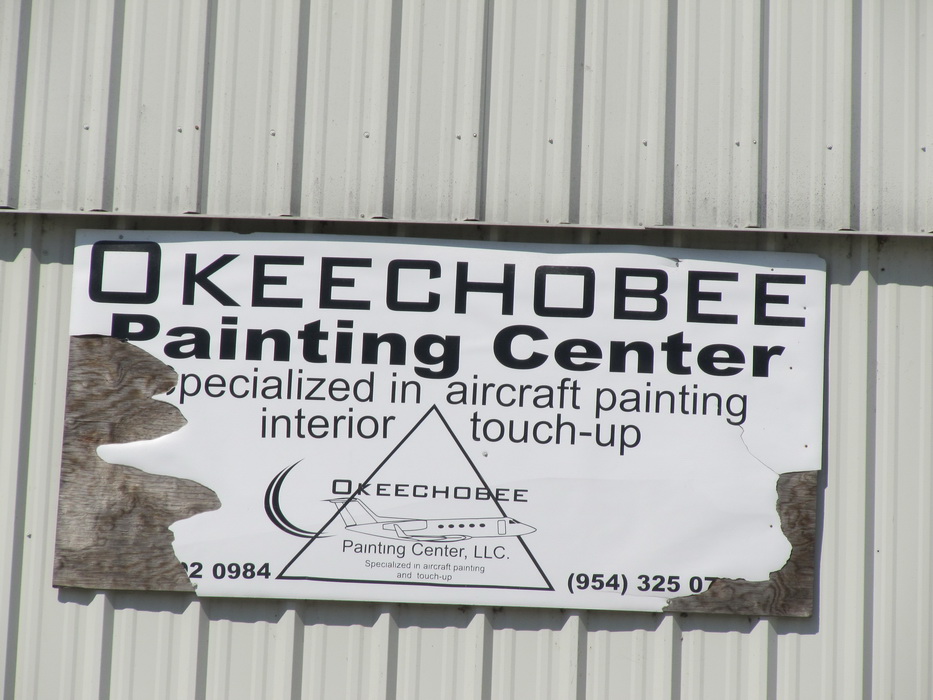 OKEECHOBEE
Painting Center
specialized in aircraft painting
interior touch-up
OKEECHOBEE
Painting Center, LLC.
Specialized in aircraft painting
and touch-up
2 0984
(954) 325 07